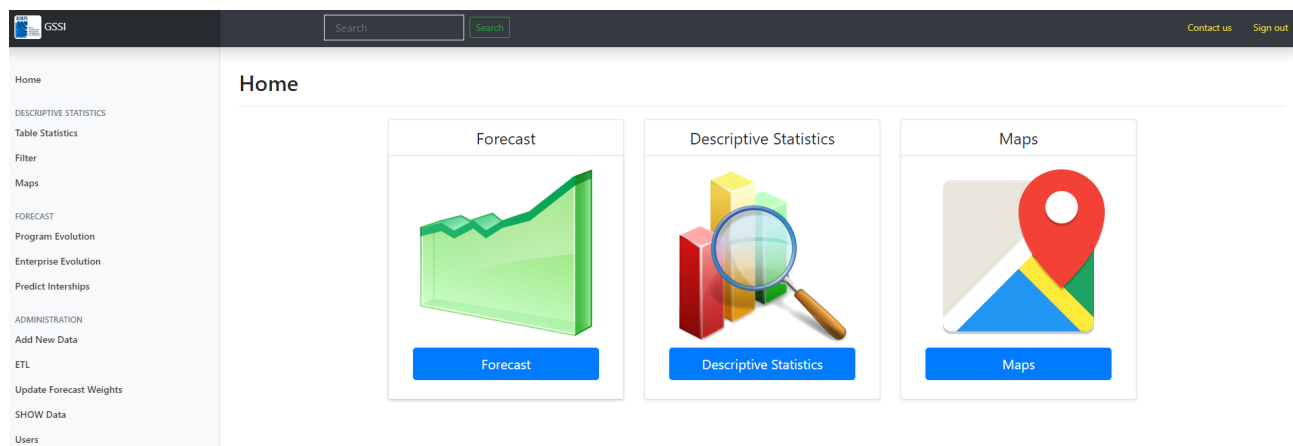 EISTI
GSSI
Search
Search
Contact us
Sign out
Home
DESCRIPTIVE STATISTICS
Table Statistics
Filter
Maps
FORECAST
Program Evolution
Enterprise Evolution
Predict Interships
ADMINISTRATION
Add New Data
ETL
Update Forecast Weights
SHOW Data
Users
Home
Forecast
Descriptive Statistics
Maps
Forecast
Descriptive Statistics
Maps